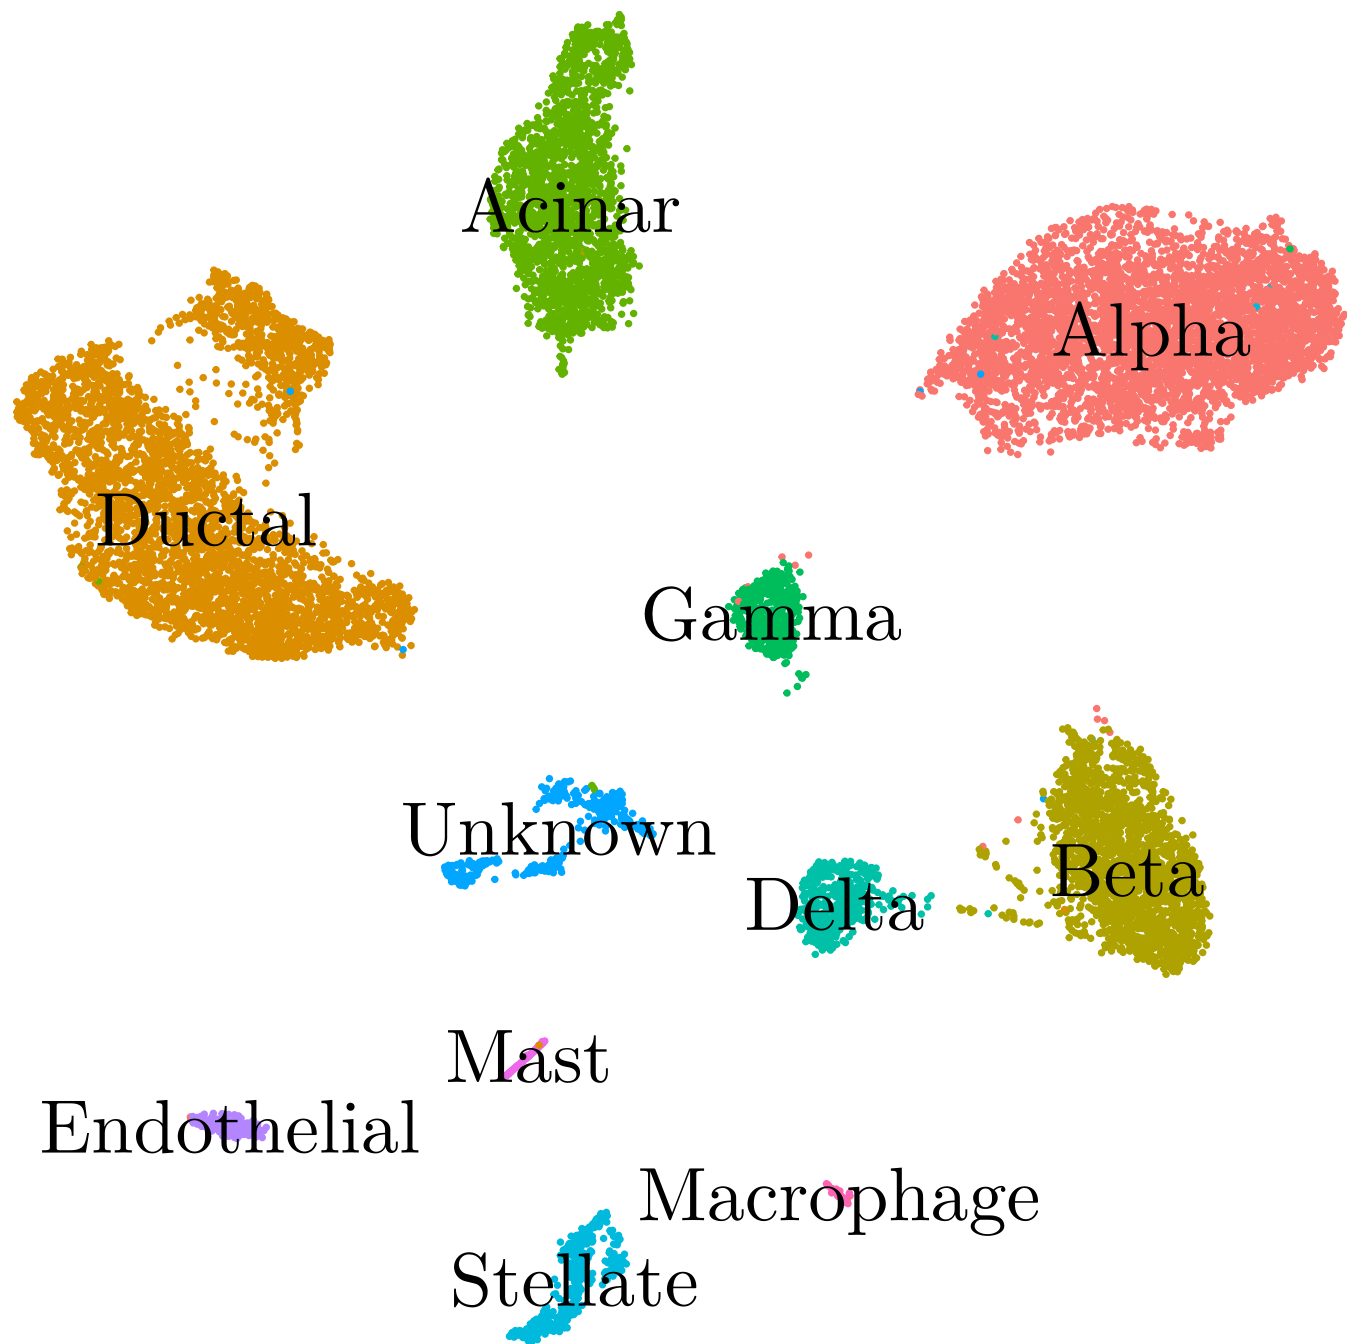 Acinar
Alpha
Ductal
Gamma
Unknown
Beta
Delta
Mast
Endothelial
Macrophage
Stellate